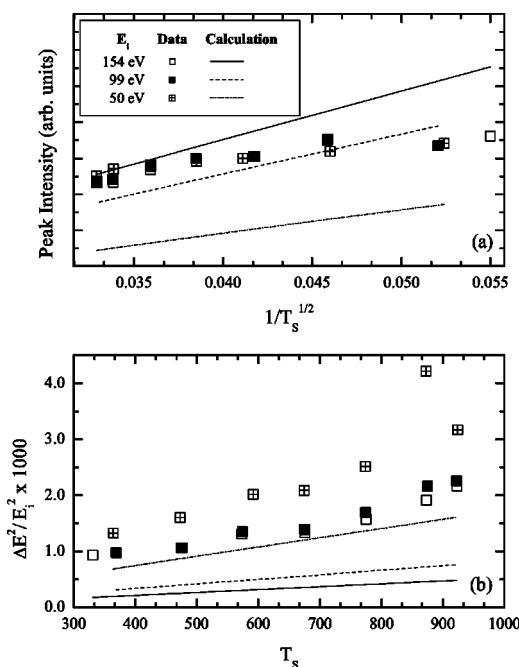 E_i Data Calculation
154 eV
99 eV
50 eV
Peak Intensity (arb. units)
(a)
0.035 0.040 0.045 0.050 0.055
1/T_S^{1/2}
4.0
3.0
2.0
1.0
0.0
ΔE²/E_i² x 1000
(b)
300 400 500 600 700 800 900 1000
T_S